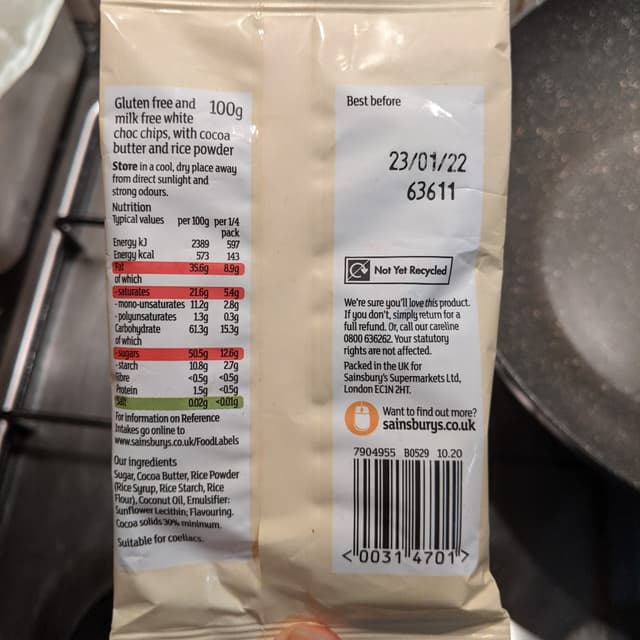 Gluten free and 100g
milk free white
choc chips, with cocoa
butter and rice powder
Store in a cool, dry place away
from direct sunlight and
strong odours.
Nutrition
Typical values per 100g per 1/4
pack
Energy kJ 2389 597
Energy kcal 573 143
Fat 35.6g 8.9g
of which
- saturates 21.6g 5.4g
- mono-unsaturates 11.2g 2.8g
- polyunsaturates 1.3g 0.3g
Carbohydrate 61.3g 15.3g
of which
- sugars 50.5g 12.6g
- starch 10.8g 2.7g
Fibre <0.5g <0.5g
Protein 1.5g <0.5g
Salt 0.02g <0.01g
For information on Reference
Intakes go online to
www.sainsburys.co.uk/FoodLabels
Our ingredients
Sugar, Cocoa Butter, Rice Powder
(Rice Syrup, Rice Starch, Rice
Flour), Coconut Oil, Emulsifier:
Sunflower Lecithin; Flavouring.
Cocoa solids 30% minimum.
Suitable for coeliacs.
Best before
23/01/22
63611
Not Yet Recycled
We're sure you'll love this product.
If you don't, simply return for a
full refund. Or, call our careline
0800 636262. Your statutory
rights are not affected.
Packed in the UK for
Sainsbury's Supermarkets Ltd,
London EC1N 2HT.
Want to find out more?
sainsburys.co.uk
7904955 B0529 10.20
<0031 4701>